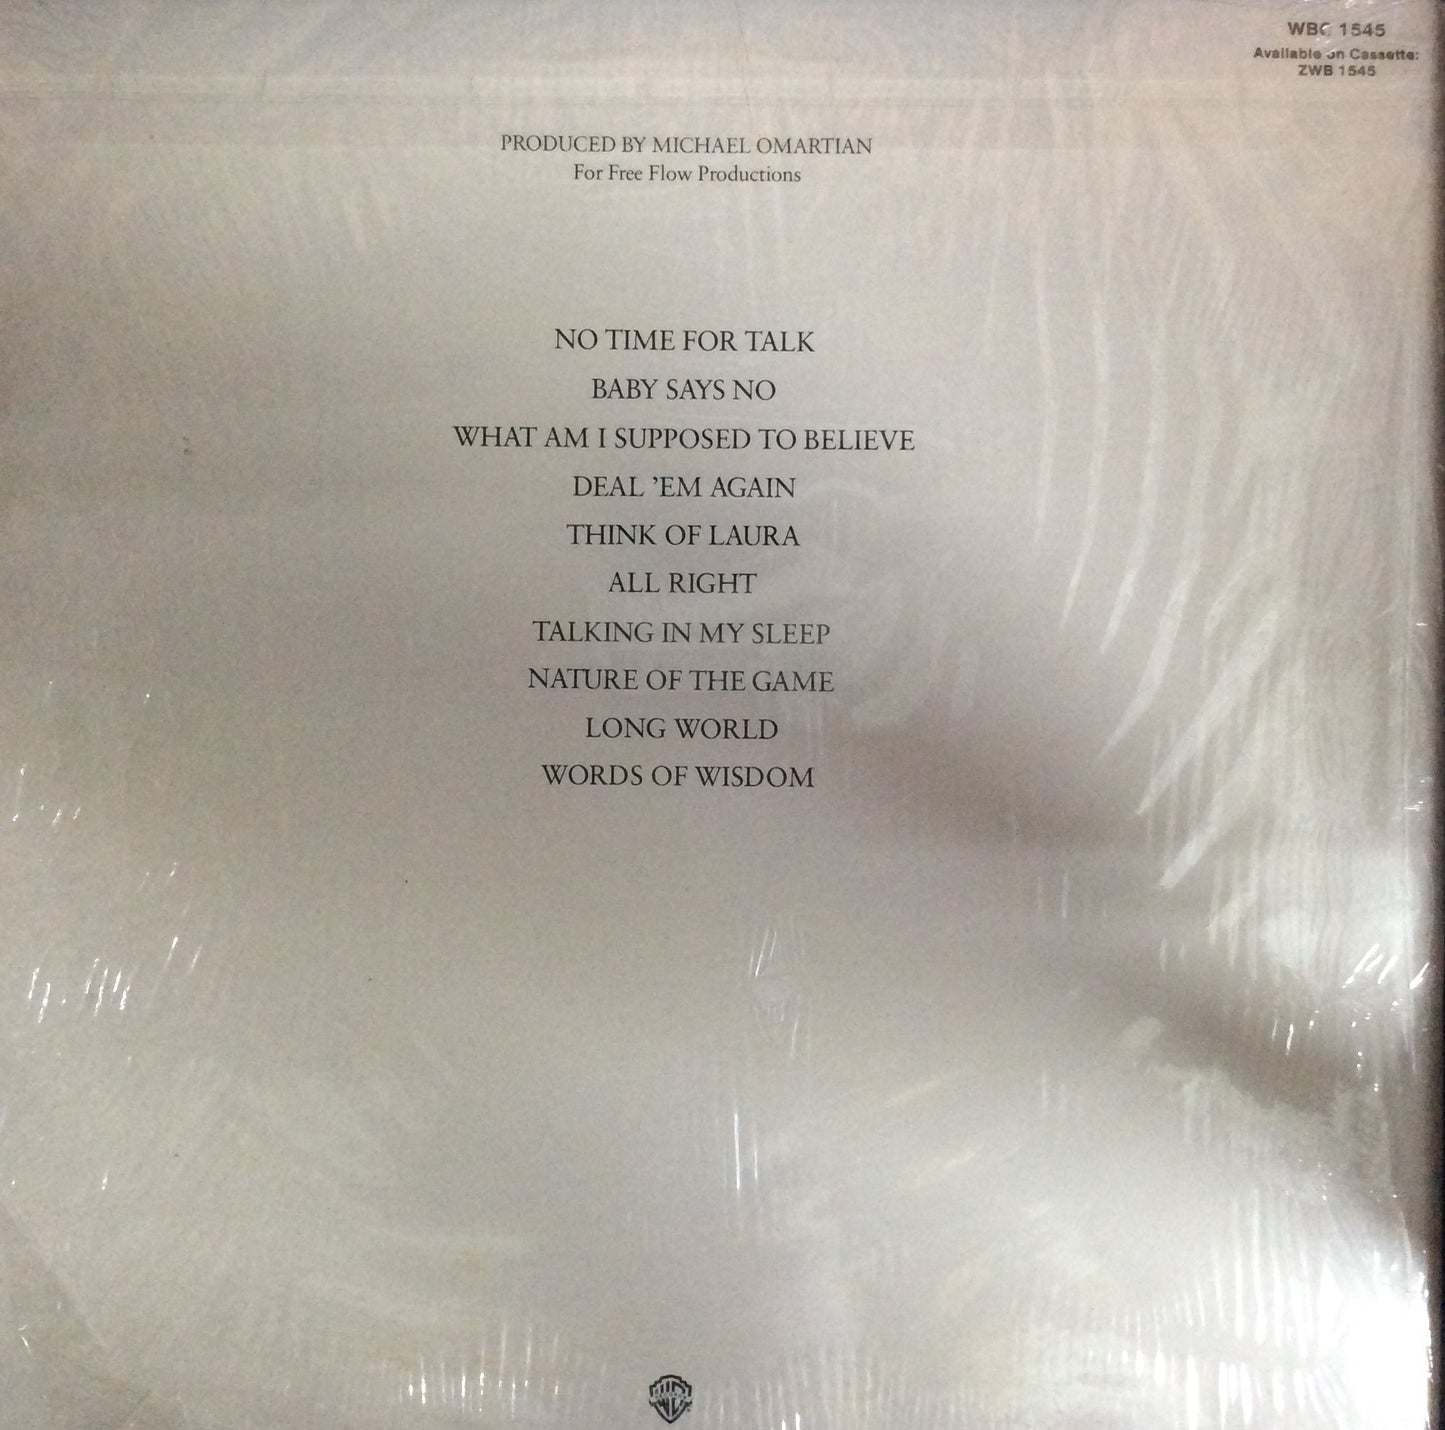 WBC 1545
Available on Cassette:
ZWB 1545
PRODUCED BY MICHAEL OMARTIAN
For Free Flow Productions
NO TIME FOR TALK
BABY SAYS NO
WHAT AM I SUPPOSED TO BELIEVE
DEAL ’EM AGAIN
THINK OF LAURA
ALL RIGHT
TALKING IN MY SLEEP
NATURE OF THE GAME
LONG WORLD
WORDS OF WISDOM